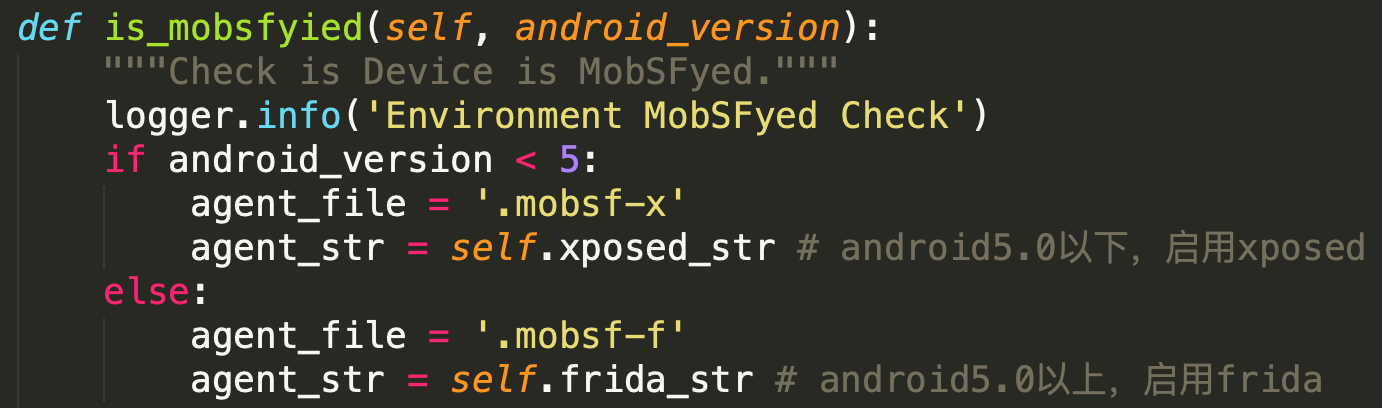 def is_mobsfyied(self, android_version):
    """Check is Device is MobSFyed."""
    logger.info('Environment MobSFyed Check')
    if android_version < 5:
        agent_file = '.mobsf-x'
        agent_str = self.xposed_str # android5.0以下，启用xposed
    else:
        agent_file = '.mobsf-f'
        agent_str = self.frida_str # android5.0以上，启用frida